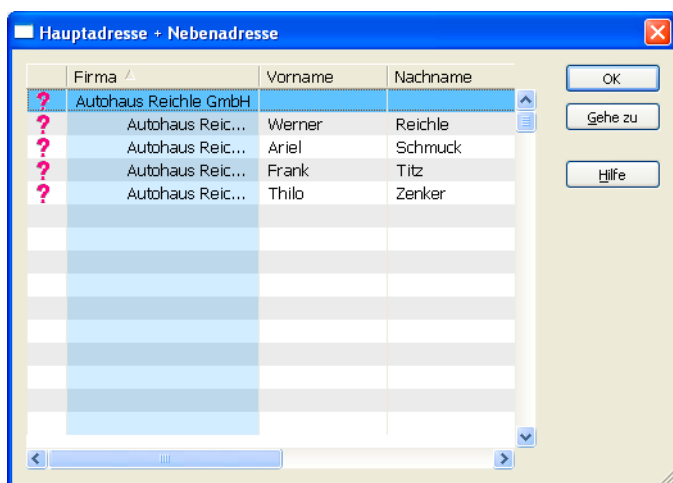 Hauptadresse + Nebenadresse
Firma Vorname Nachname
OK
? Autohaus Reichle GmbH
Gehe zu
? Autohaus Reic... Werner Reichle
? Autohaus Reic... Ariel Schmuck
? Autohaus Reic... Frank Titz
Hilfe
? Autohaus Reic... Thilo Zenker